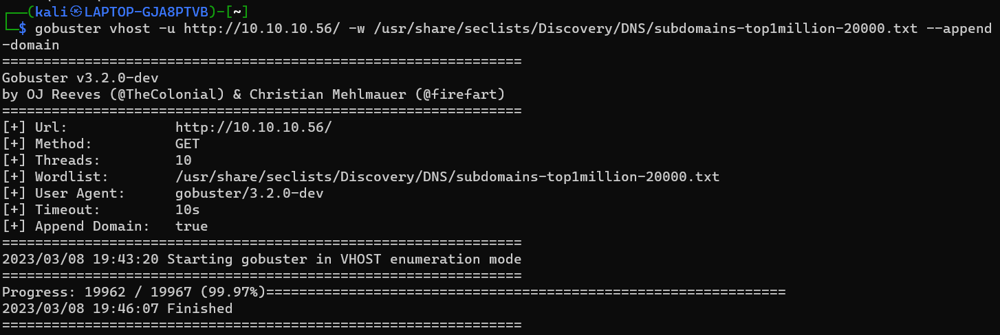 ┌──(kali㉿LAPTOP-GJA8PTVB)-[~]
└─$ gobuster vhost -u http://10.10.10.56/ -w /usr/share/seclists/Discovery/DNS/subdomains-top1million-20000.txt --append
-domain
===============================================================
Gobuster v3.2.0-dev
by OJ Reeves (@TheColonial) & Christian Mehlmauer (@firefart)
===============================================================
[+] Url:             http://10.10.10.56/
[+] Method:          GET
[+] Threads:         10
[+] Wordlist:        /usr/share/seclists/Discovery/DNS/subdomains-top1million-20000.txt
[+] User Agent:      gobuster/3.2.0-dev
[+] Timeout:         10s
[+] Append Domain:   true
===============================================================
2023/03/08 19:43:20 Starting gobuster in VHOST enumeration mode
===============================================================
Progress: 19962 / 19967 (99.97%)===============================================================
2023/03/08 19:46:07 Finished
===============================================================